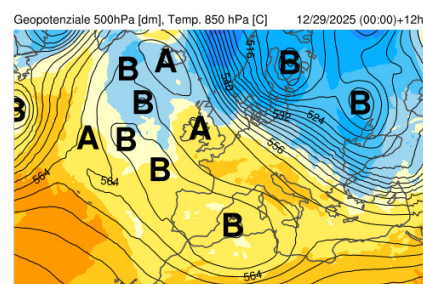 Geopotenziale 500hPa [dm], Temp. 850 hPa [C] 12/29/2025 (00:00)+12h
516
B A B
540
B B B
532 524
A B A
556
564 564 B
B
564